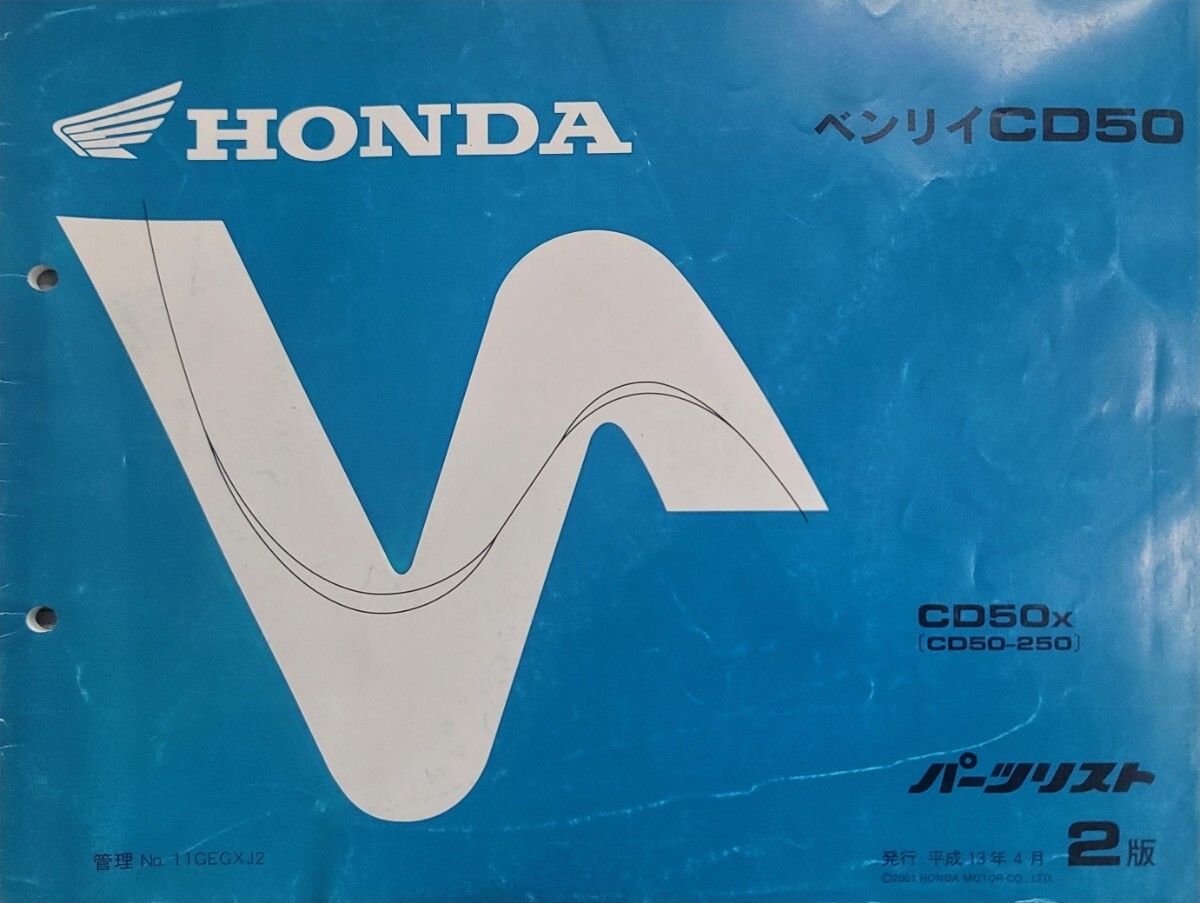 HONDA
ベンリイCD50
CD50X
〔CD50-250〕
パーツリスト
2版
管理 No. 11GEGXJ2
発行 平成13年4月
©2001 HONDA MOTOR CO., LTD.